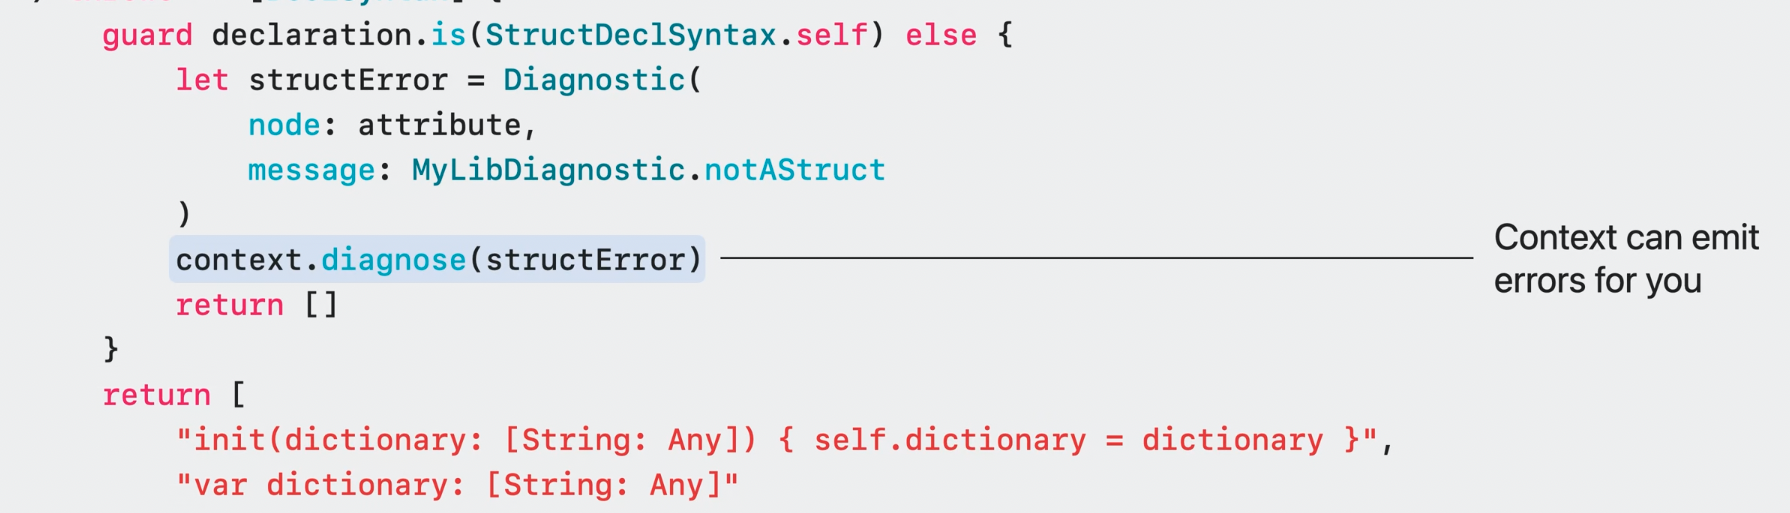 guard declaration.is(StructDeclSyntax.self) else {
let structError = Diagnostic(
node: attribute,
message: MyLibDiagnostic.notAStruct
)
context.diagnose(structError)
Context can emit
errors for you
return []
}
return [
"init(dictionary: [String: Any]) { self.dictionary = dictionary }",
"var dictionary: [String: Any]"